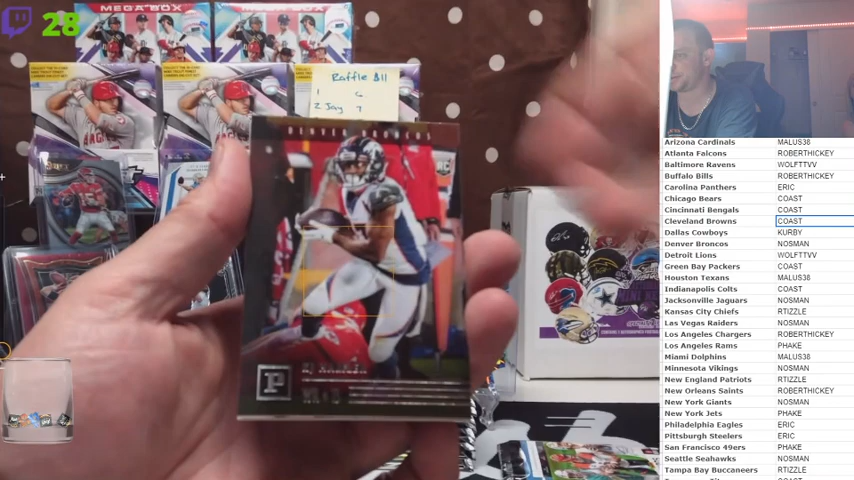 28
MEGA BOX
MEGA BOX
Raffle $11
1 6
2 Jay 7
DENVER BRONCOS
RC
P
Arizona Cardinals MALUS38
Atlanta Falcons ROBERTHICKEY
Baltimore Ravens WOLFTTVV
Buffalo Bills ROBERTHICKEY
Carolina Panthers ERIC
Chicago Bears COAST
Cincinnati Bengals COAST
Cleveland Browns COAST
Dallas Cowboys KURBY
Denver Broncos NOSMAN
Detroit Lions WOLFTTVV
Green Bay Packers COAST
Houston Texans MALUS38
Indianapolis Colts COAST
Jacksonville Jaguars NOSMAN
Kansas City Chiefs RTIZZLE
Las Vegas Raiders NOSMAN
Los Angeles Chargers ROBERTHICKEY
Los Angeles Rams PHAKE
Miami Dolphins MALUS38
Minnesota Vikings NOSMAN
New England Patriots RTIZZLE
New Orleans Saints ROBERTHICKEY
New York Giants NOSMAN
New York Jets PHAKE
Philadelphia Eagles ERIC
Pittsburgh Steelers ERIC
San Francisco 49ers PHAKE
Seattle Seahawks NOSMAN
Tampa Bay Buccaneers RTIZZLE